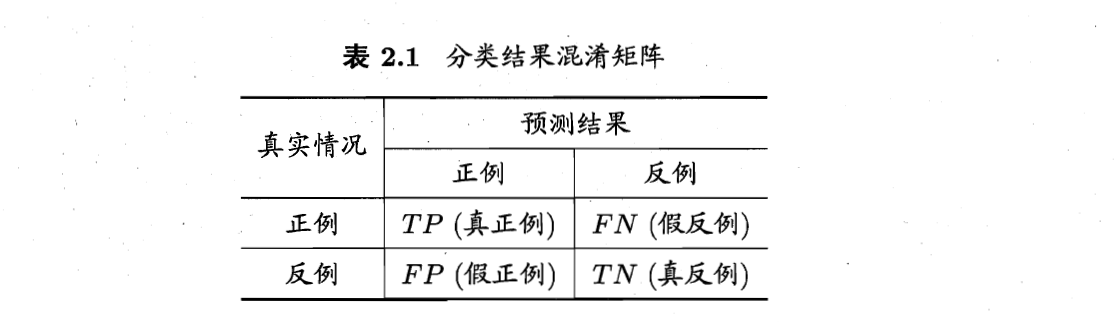 表 2.1 分类结果混淆矩阵
真实情况 预测结果
正例 反例
正例 TP (真正例) FN (假反例)
反例 FP (假正例) TN (真反例)